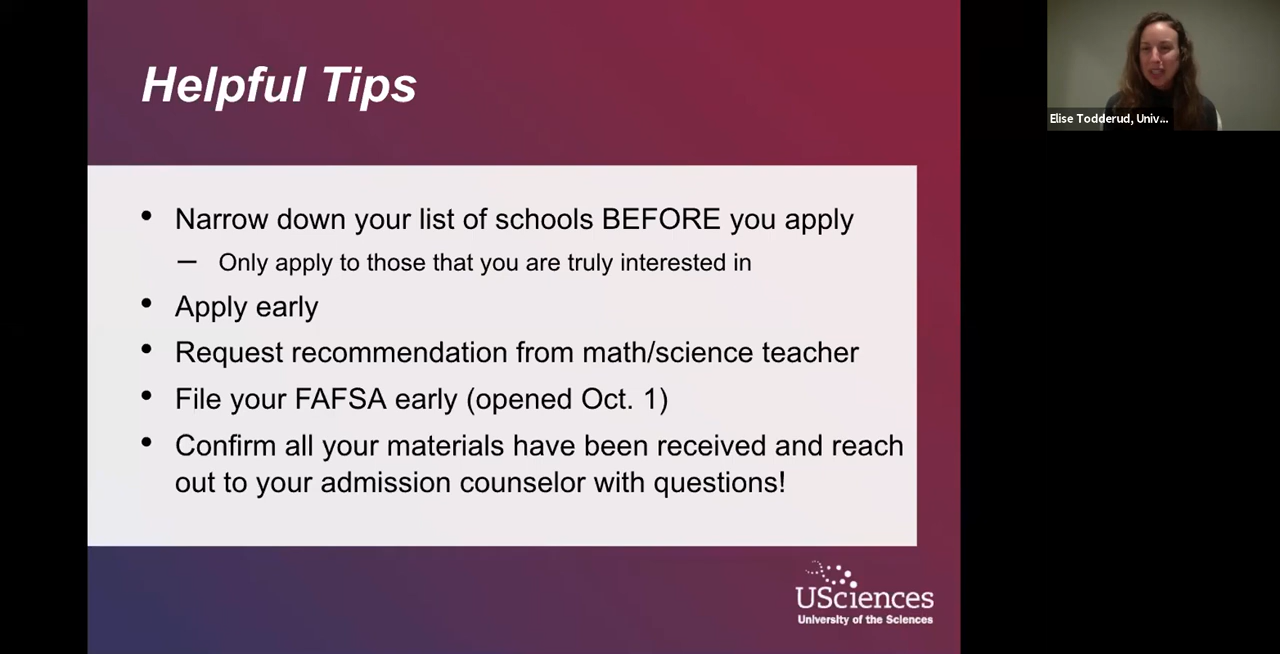 Helpful Tips
• Narrow down your list of schools BEFORE you apply
– Only apply to those that you are truly interested in
• Apply early
• Request recommendation from math/science teacher
• File your FAFSA early (opened Oct. 1)
• Confirm all your materials have been received and reach
out to your admission counselor with questions!
USciences
University of the Sciences
Elise Todderud, Univ...